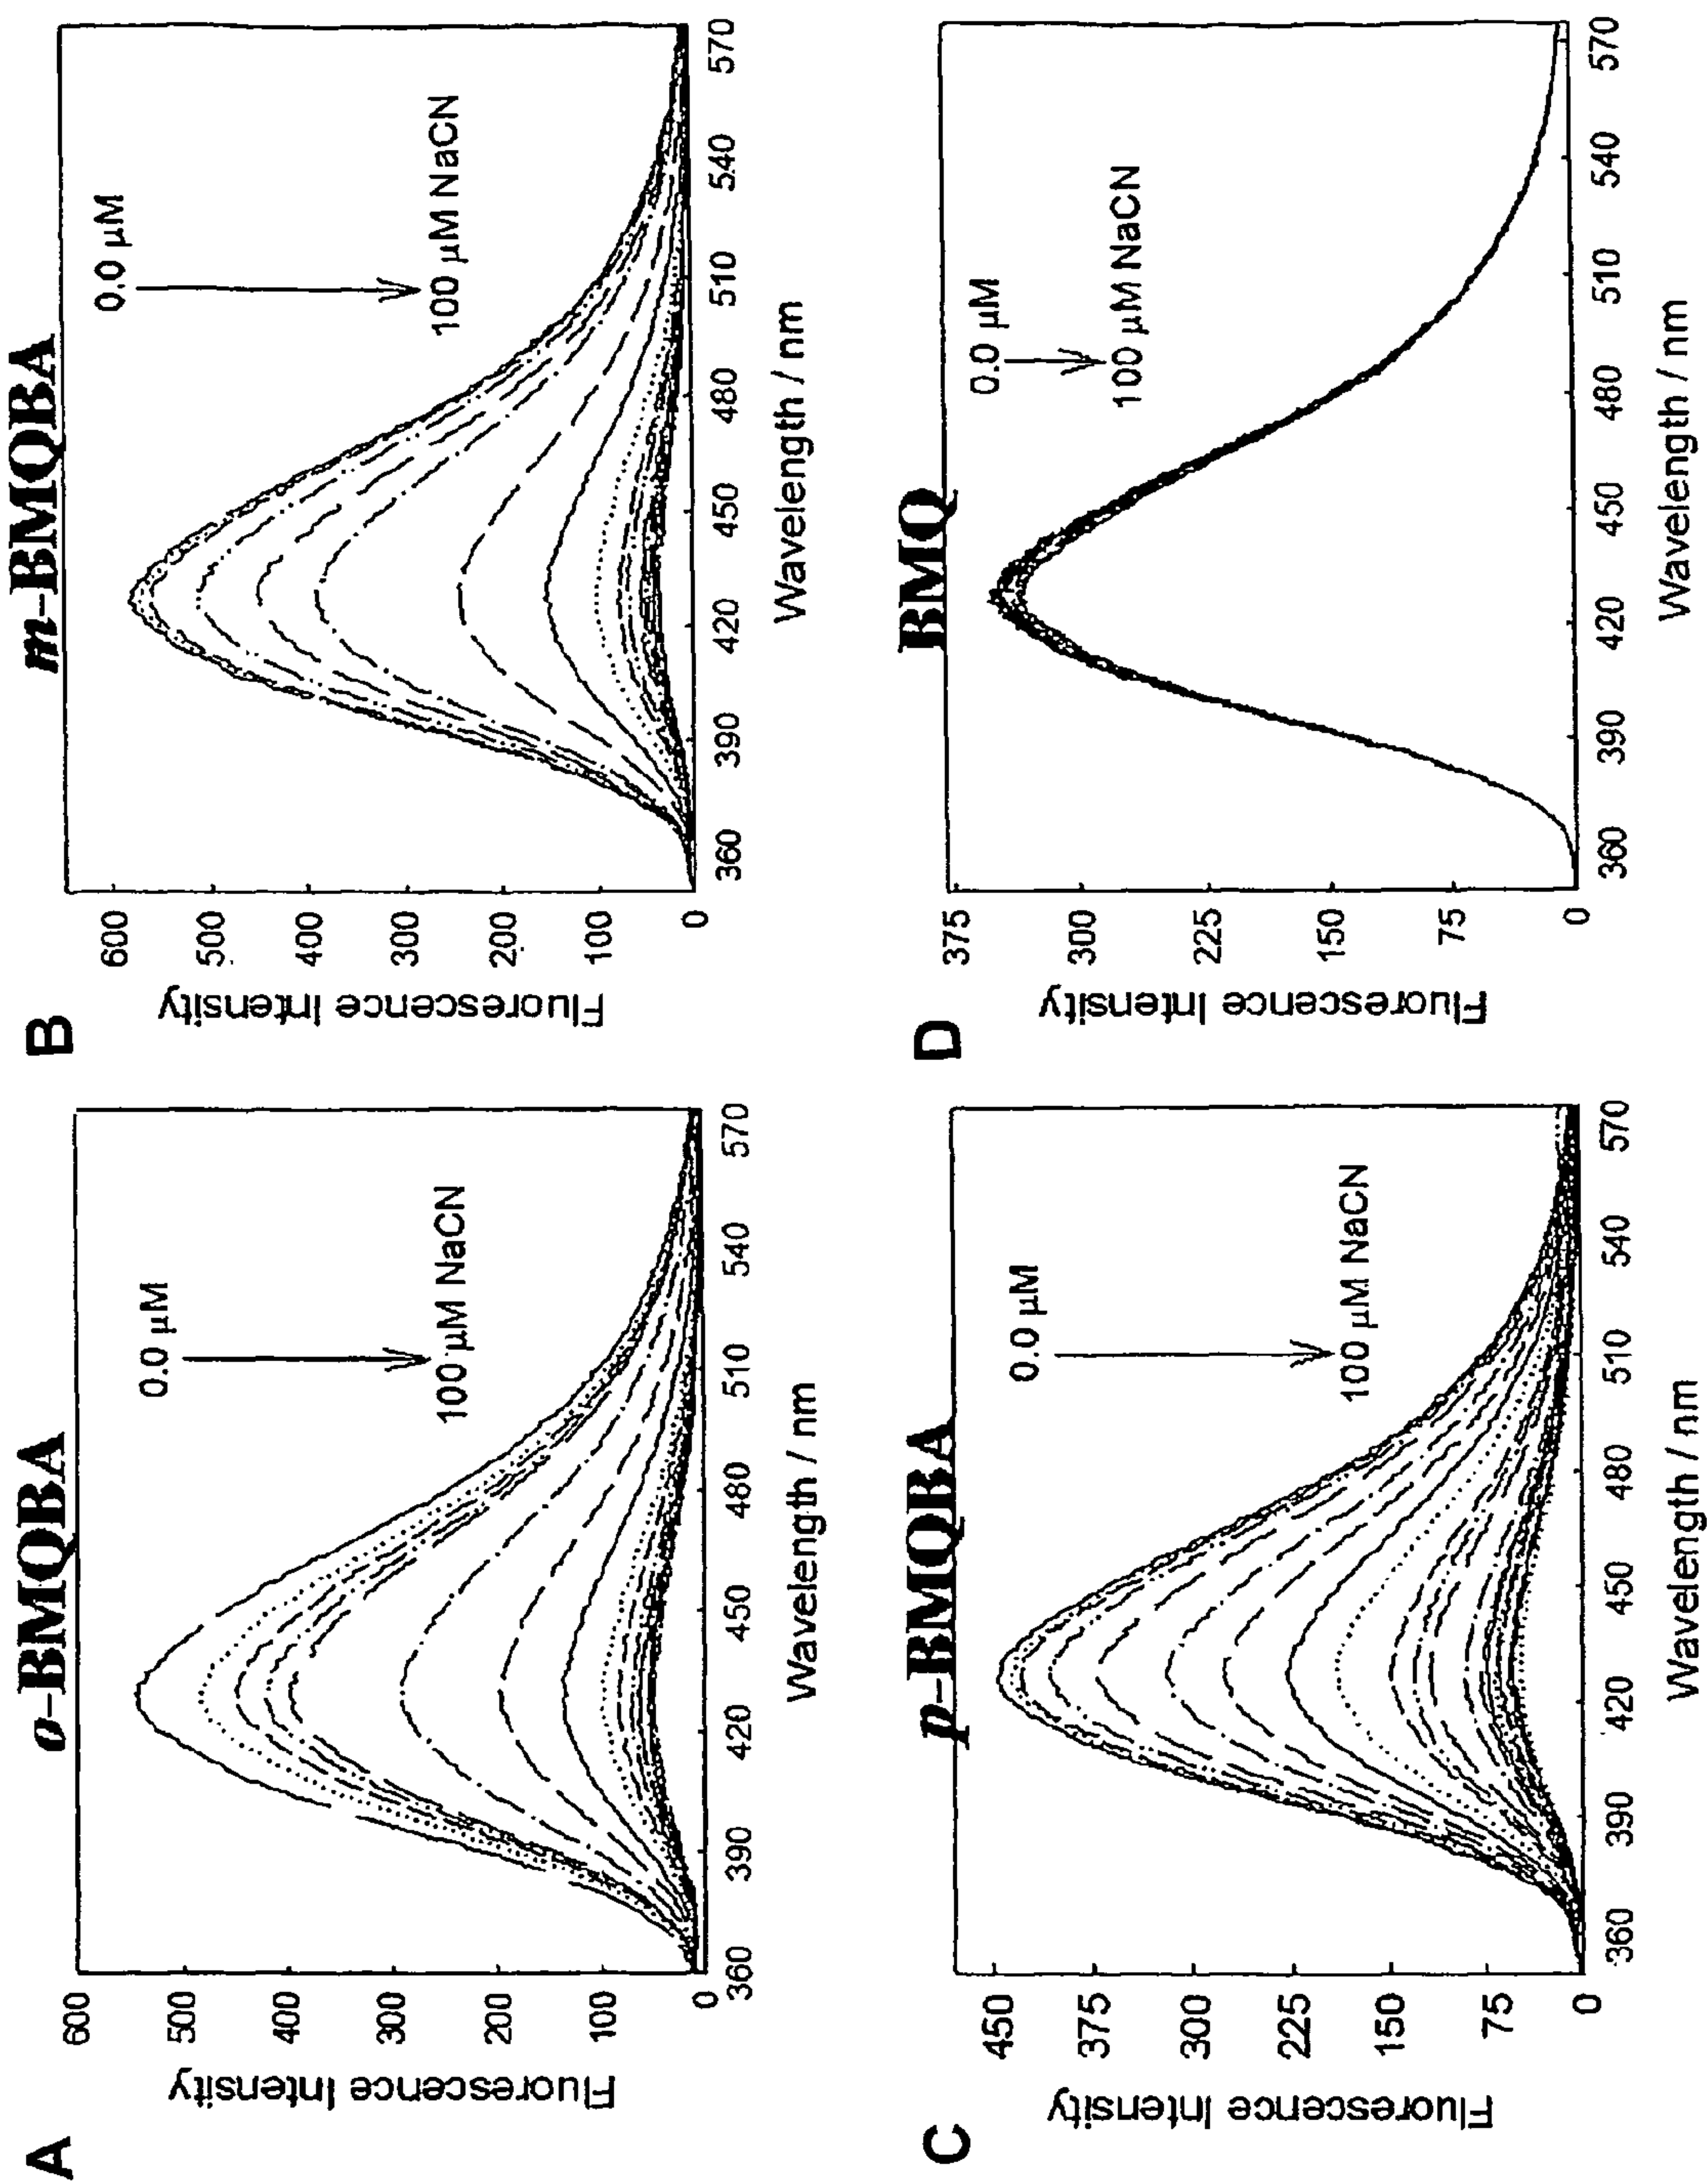 A
o-BMQBA
Fluorescence Intensity
600
500
400
300
200
100
0
0.0 μM
100 μM NaCN
360 390 420 450 480 510 540 570
Wavelength / nm
B
m-BMQBA
Fluorescence Intensity
600
500
400
300
200
100
0
0.0 μM
100 μM NaCN
360 390 420 450 480 510 540 570
Wavelength / nm
C
p-BMQBA
Fluorescence Intensity
450
375
300
225
150
75
0
0.0 μM
100 μM NaCN
360 390 420 450 480 510 540 570
Wavelength / nm
D
BMQ
Fluorescence Intensity
375
300
225
150
75
0
0.0 μM
100 μM NaCN
360 390 420 450 480 510 540 570
Wavelength / nm